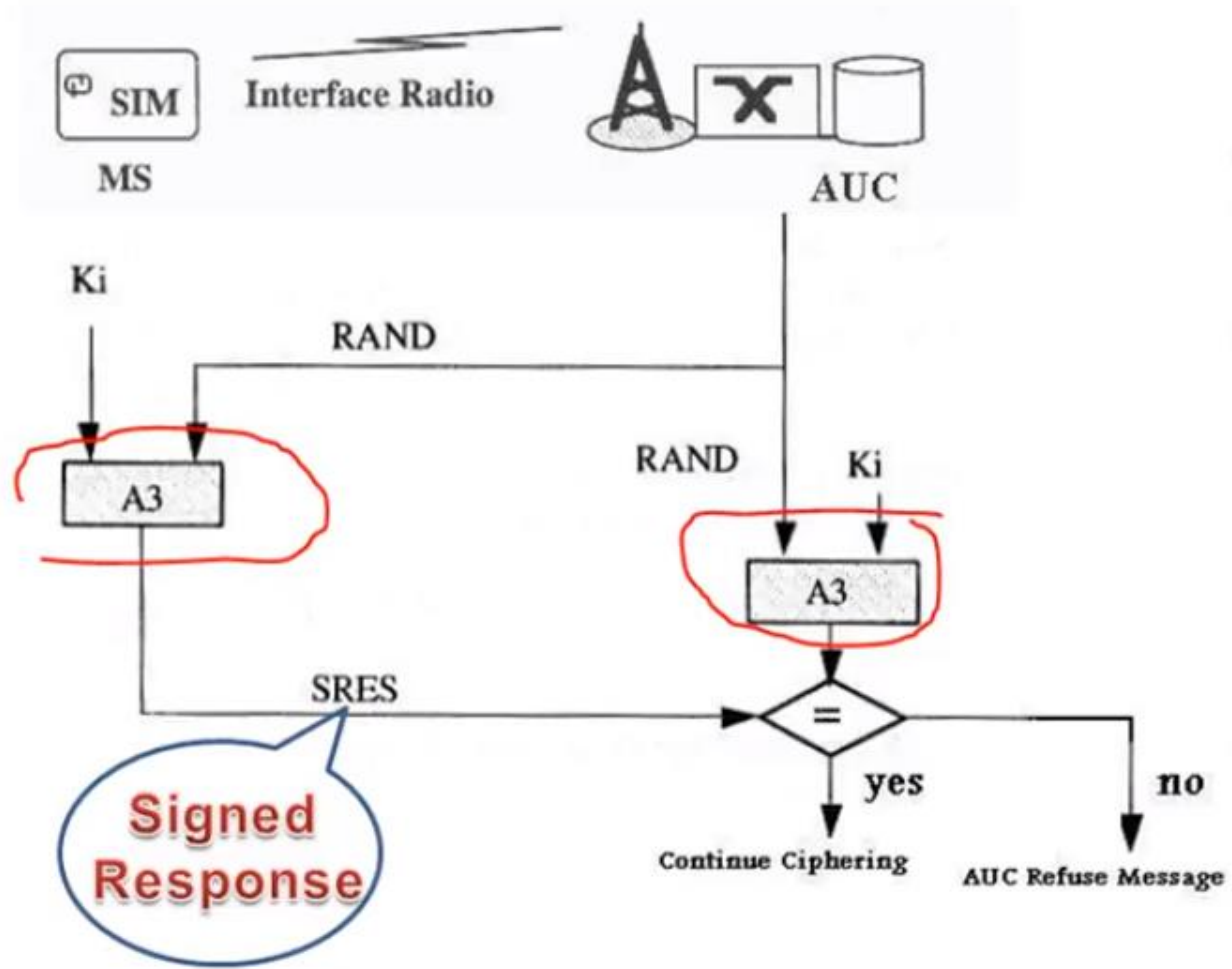 SIM
Interface Radio
MS
AUC
Ki
RAND
RAND
Ki
A3
A3
SRES
=
yes
no
Signed
Response
Continue Ciphering
AUC Refuse Message